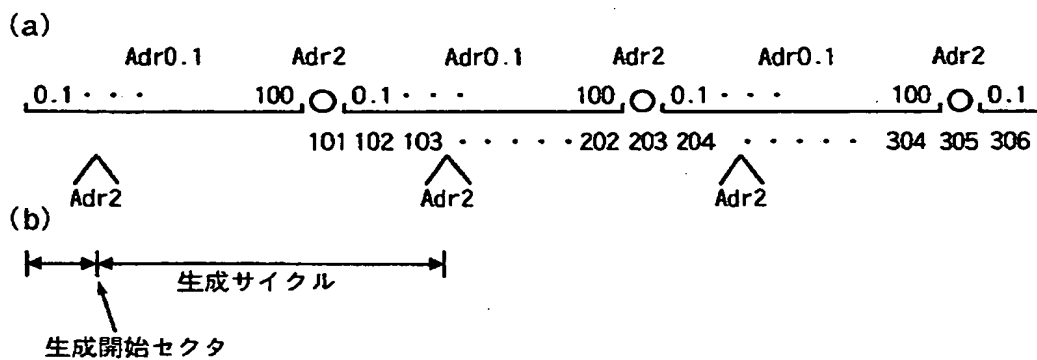 (a)
Adr0.1 Adr2 Adr0.1 Adr2 Adr0.1 Adr2
0.1・・・ 100 ○ 0.1・・・ 100 ○ 0.1・・・ 100 ○ 0.1
101 102 103・・・・・202 203 204・・・・・304 305 306
Adr2 Adr2 Adr2
(b)
生成サイクル
生成開始セクタ